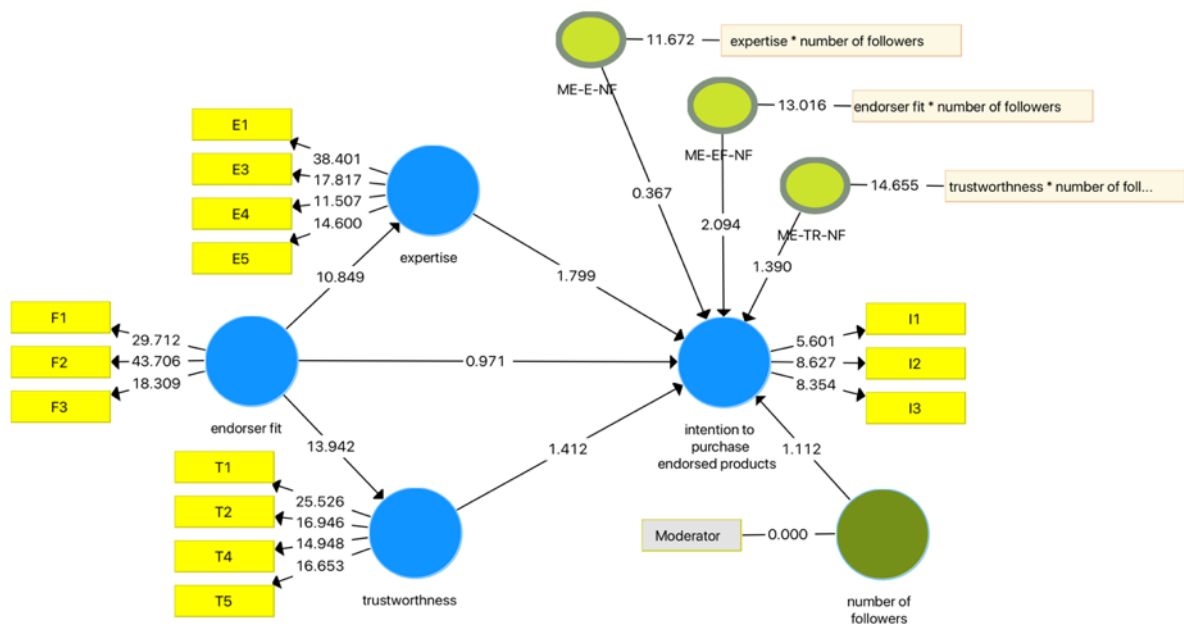 11.672
expertise * number of followers
ME-E-NF
13.016
endorser fit * number of followers
ME-EF-NF
14.655
trustworthness * number of foll...
ME-TR-NF
0.367
2.094
1.390
E1
E3
E4
E5
38.401
17.817
11.507
14.600
expertise
10.849
1.799
F1
F2
F3
29.712
43.706
18.309
endorser fit
0.971
13.942
1.412
I1
I2
I3
5.601
8.627
8.354
intention to
purchase
endorsed products
1.112
T1
T2
T4
T5
25.526
16.946
14.948
16.653
trustworthness
Moderator
0.000
number of
followers